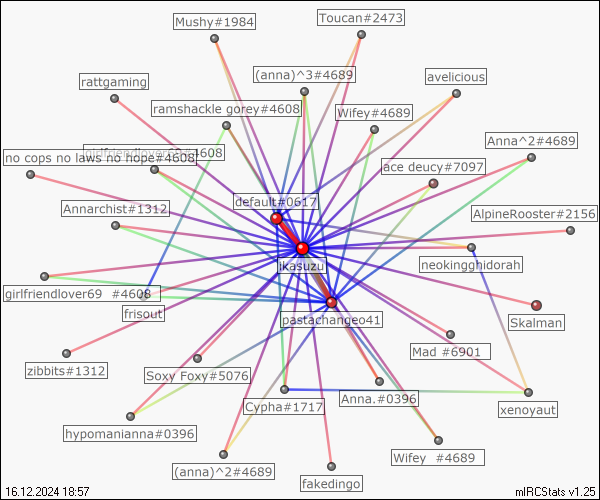 Mushy#1984
Toucan#2473
rattgaming
(anna)^3#4689
avelicious
ramshackle gorey#4608
Wifey#4689
Anna^2#4689
girlfriendlover69#4608
no cops no laws no hope#4608
ace deucy#7097
default#0617
Annarchist#1312
AlpineRooster#2156
ikasuzu
neokingghidorah
girlfriendlover69 #4608
frisout
pastachangeo41
Skalman
zibbits#1312
Soxy Foxy#5076
Mad #6901
Cypha#1717
Anna.#0396
xenoyaut
hypomanianna#0396
(anna)^2#4689
fakedingo
Wifey #4689
16.12.2024 18:57
mIRCStats v1.25